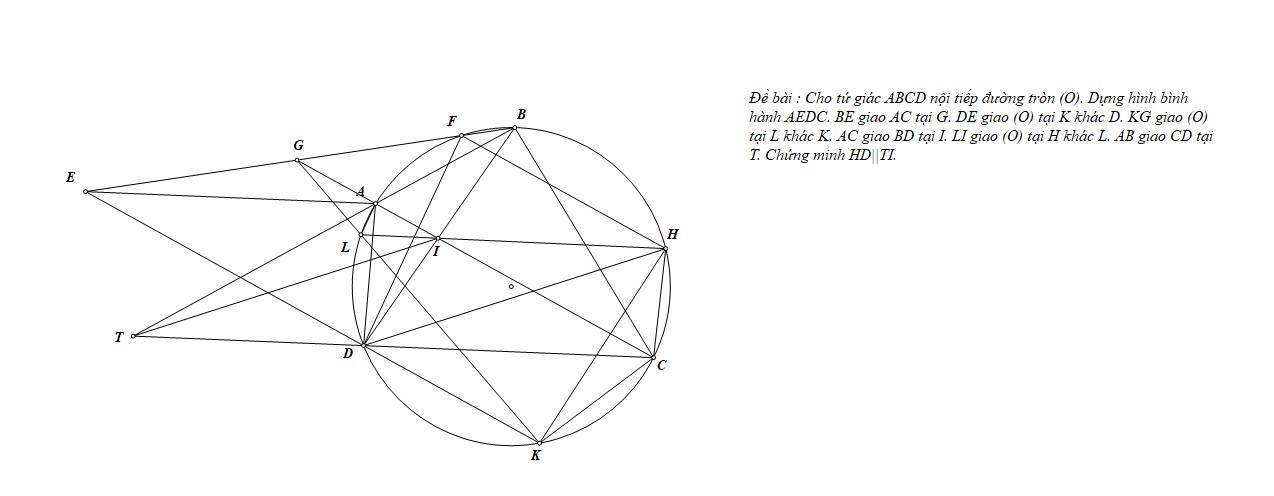 F
B
Đề bài : Cho tứ giác ABCD nội tiếp đường tròn (O). Dựng hình bình
hành AEDC. BE giao AC tại G. DE giao (O) tại K khác D. KG giao (O)
tại L khác K. AC giao BD tại I. LI giao (O) tại H khác L. AB giao CD tại
T. Chứng minh HD||TI.
G
E
A
L
I
H
T
D
C
K